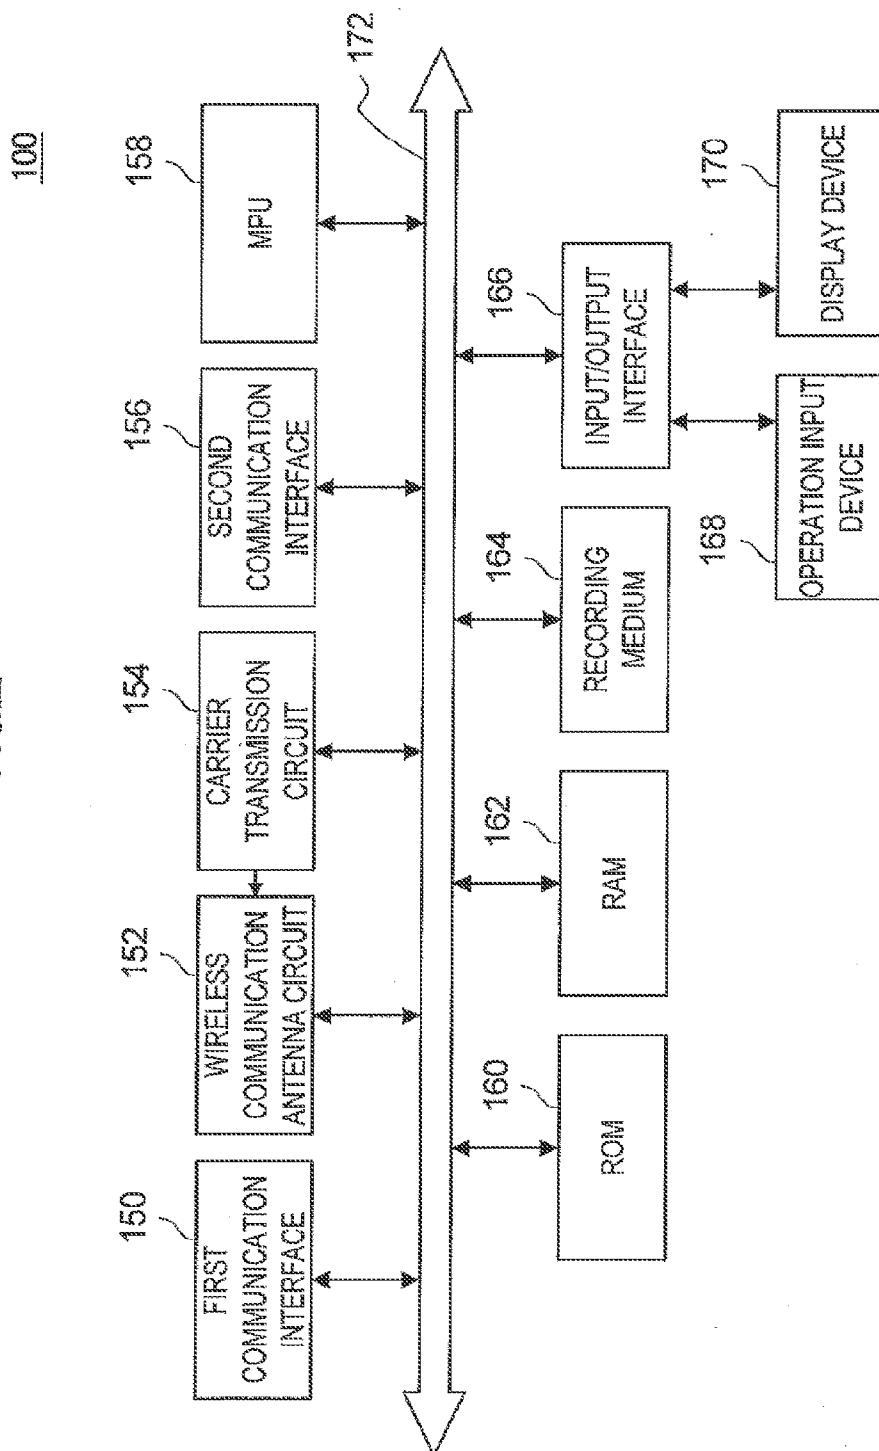 100
150
FIRST
COMMUNICATION
INTERFACE
152
WIRELESS
COMMUNICATION
ANTENNA CIRCUIT
154
CARRIER
TRANSMISSION
CIRCUIT
156
SECOND
COMMUNICATION
INTERFACE
158
MPU
172
160
ROM
162
RAM
164
RECORDING
MEDIUM
166
INPUT/OUTPUT
INTERFACE
168
OPERATION INPUT
DEVICE
170
DISPLAY DEVICE